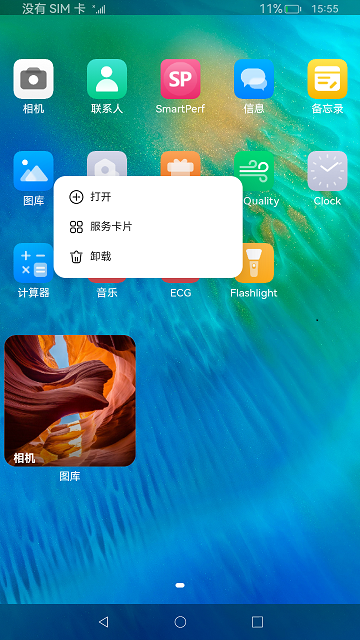 没有 SIM 卡
11%
15:55
SP
相机
联系人
SmartPerf
信息
备忘录
图库
Quality
Clock
打开
服务卡片
卸载
计算器
音乐
ECG
Flashlight
相机
图库